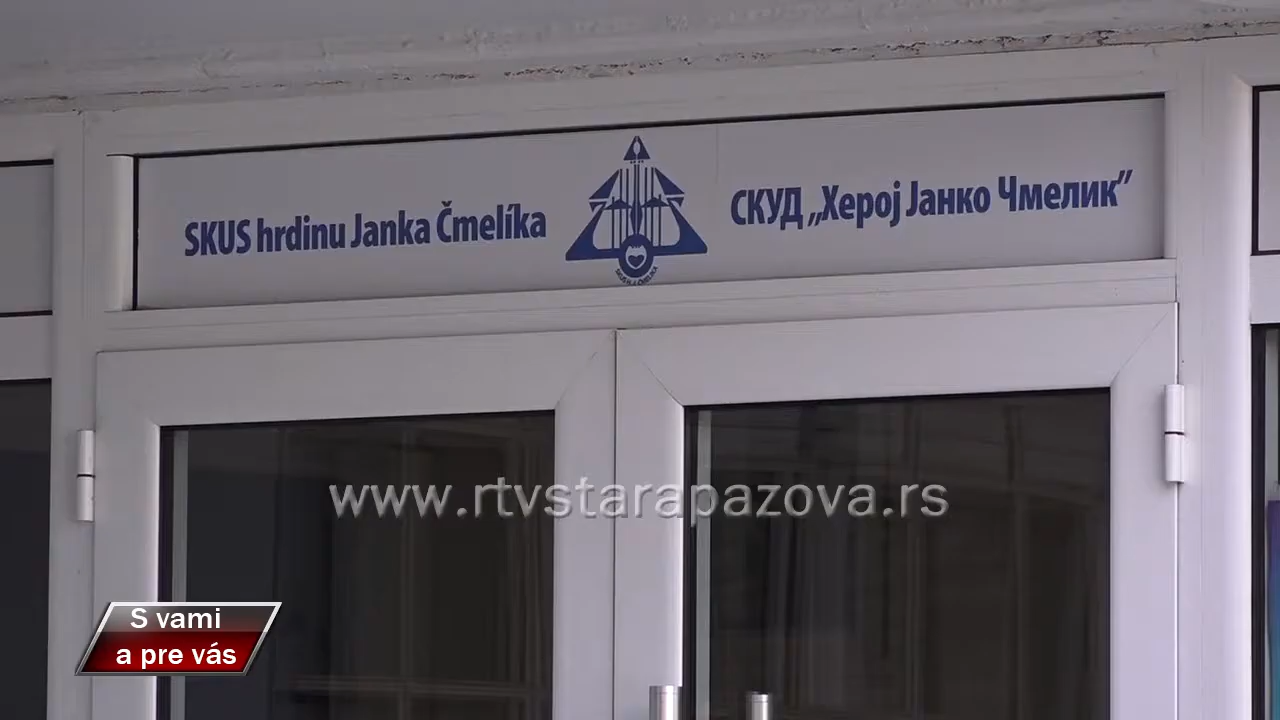 SKUS hrdinu Janka Čmelíka
СКУД „Херој Јанко Чмелик”
www.rtvstarapazova.rs
S vami
a pre vás